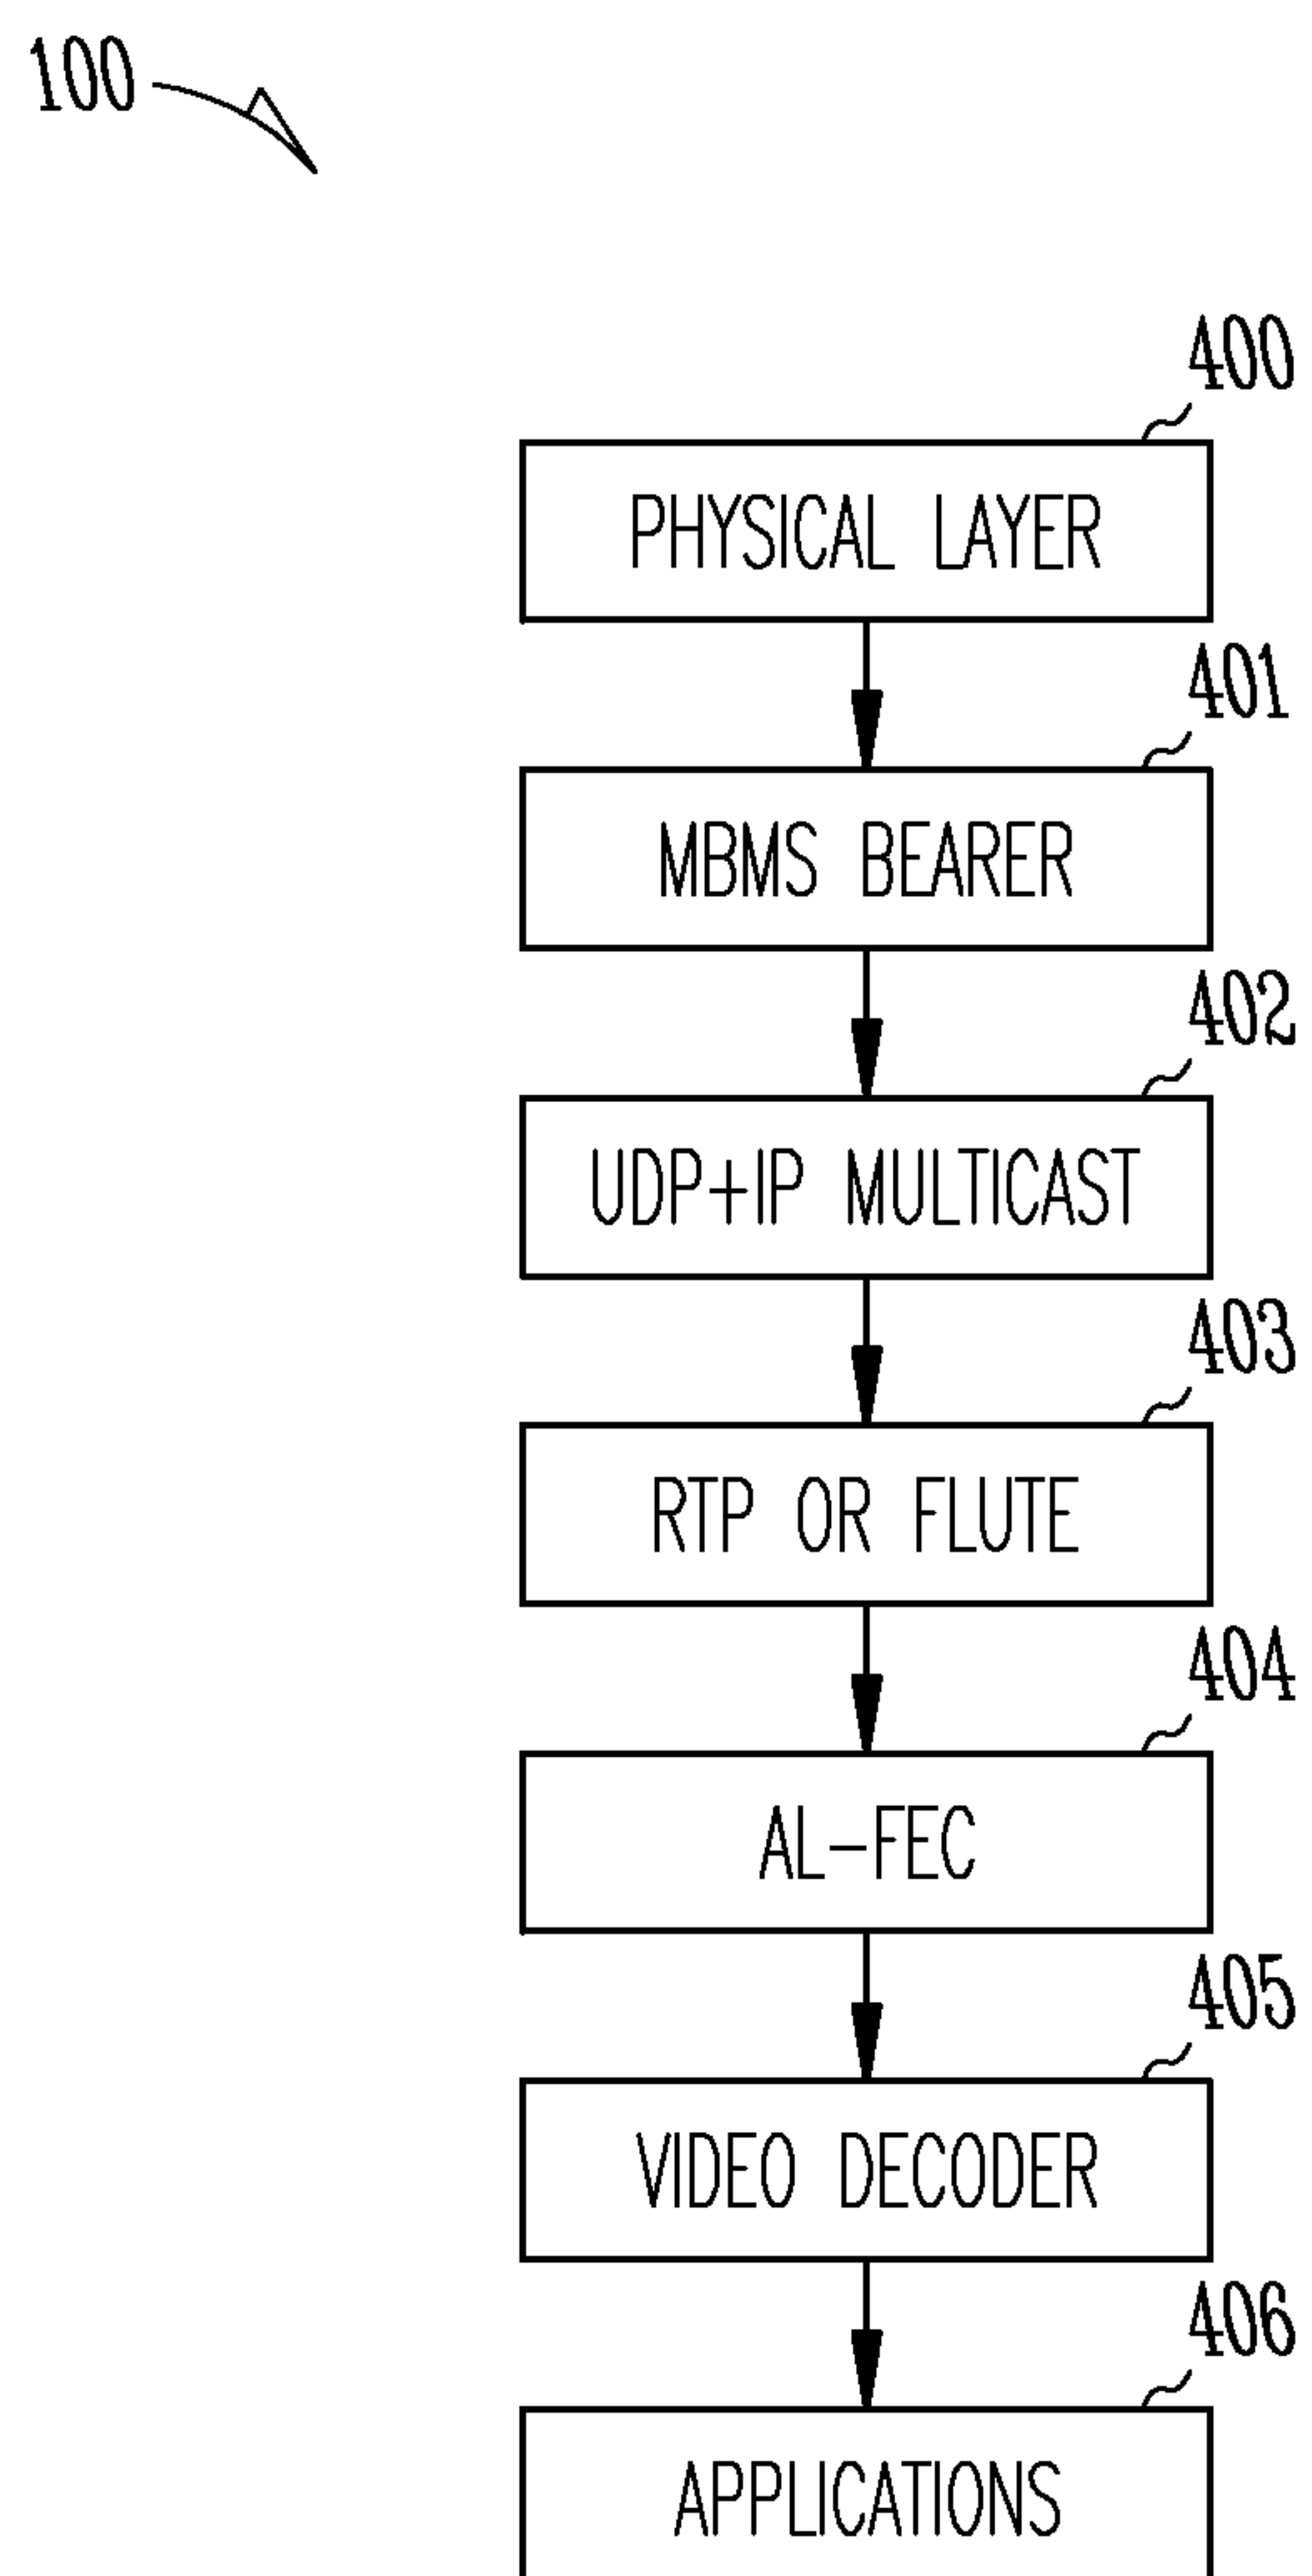 100
400
PHYSICAL LAYER
401
MBMS BEARER
402
UDP+IP MULTICAST
403
RTP OR FLUTE
404
AL-FEC
405
VIDEO DECODER
406
APPLICATIONS